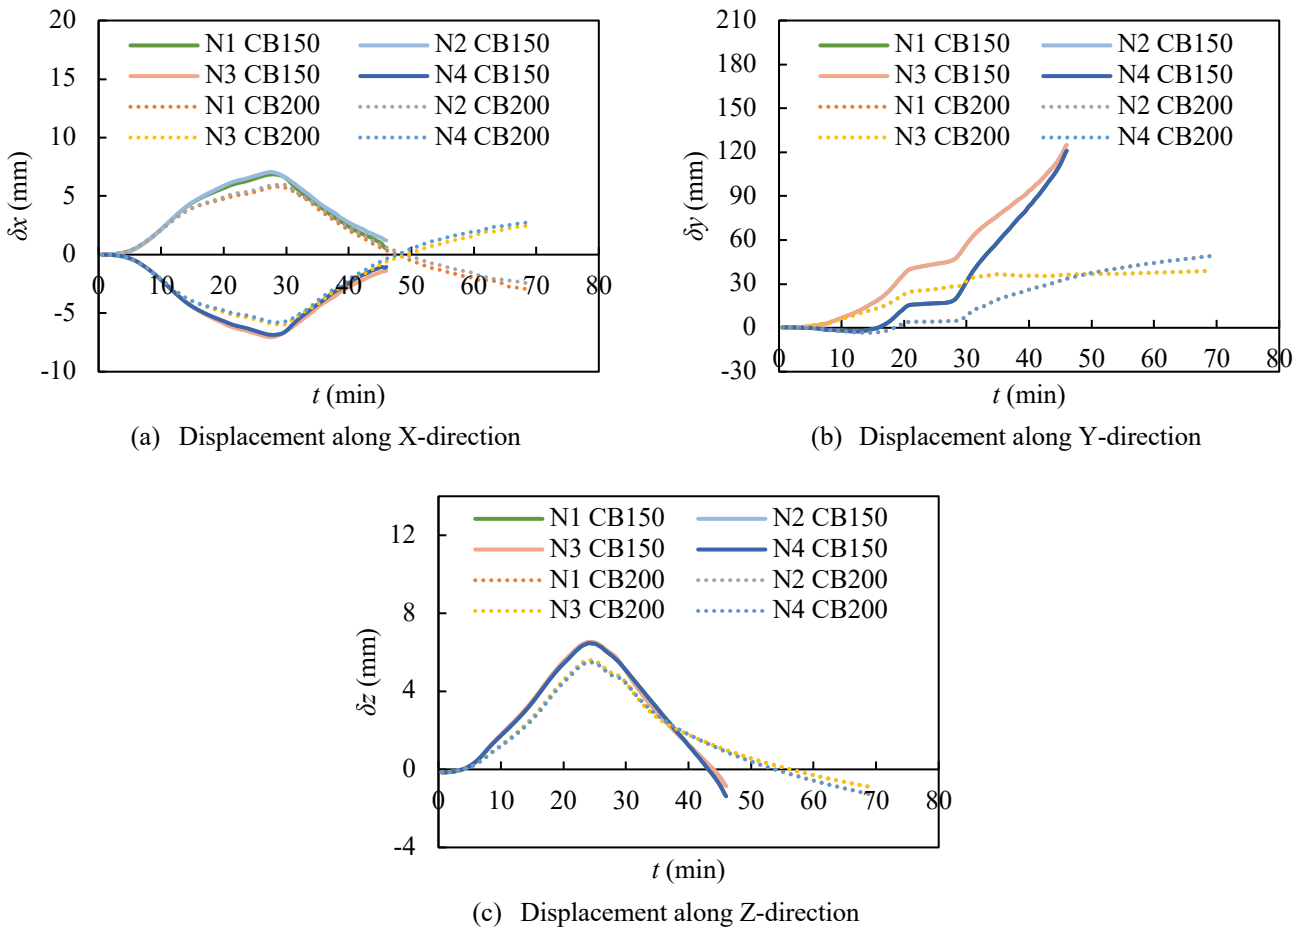 20
15
10
5
0
-5
-10
δx (mm)
N1 CB150 N2 CB150
N3 CB150 N4 CB150
N1 CB200 N2 CB200
N3 CB200 N4 CB200
0 10 20 30 40 50 60 70 80
t (min)
(a) Displacement along X-direction
210
180
150
120
90
60
30
0
-30
δy (mm)
N1 CB150 N2 CB150
N3 CB150 N4 CB150
N1 CB200 N2 CB200
N3 CB200 N4 CB200
0 10 20 30 40 50 60 70 80
t (min)
(b) Displacement along Y-direction
12
8
4
0
-4
δz (mm)
N1 CB150 N2 CB150
N3 CB150 N4 CB150
N1 CB200 N2 CB200
N3 CB200 N4 CB200
0 10 20 30 40 50 60 70 80
t (min)
(c) Displacement along Z-direction